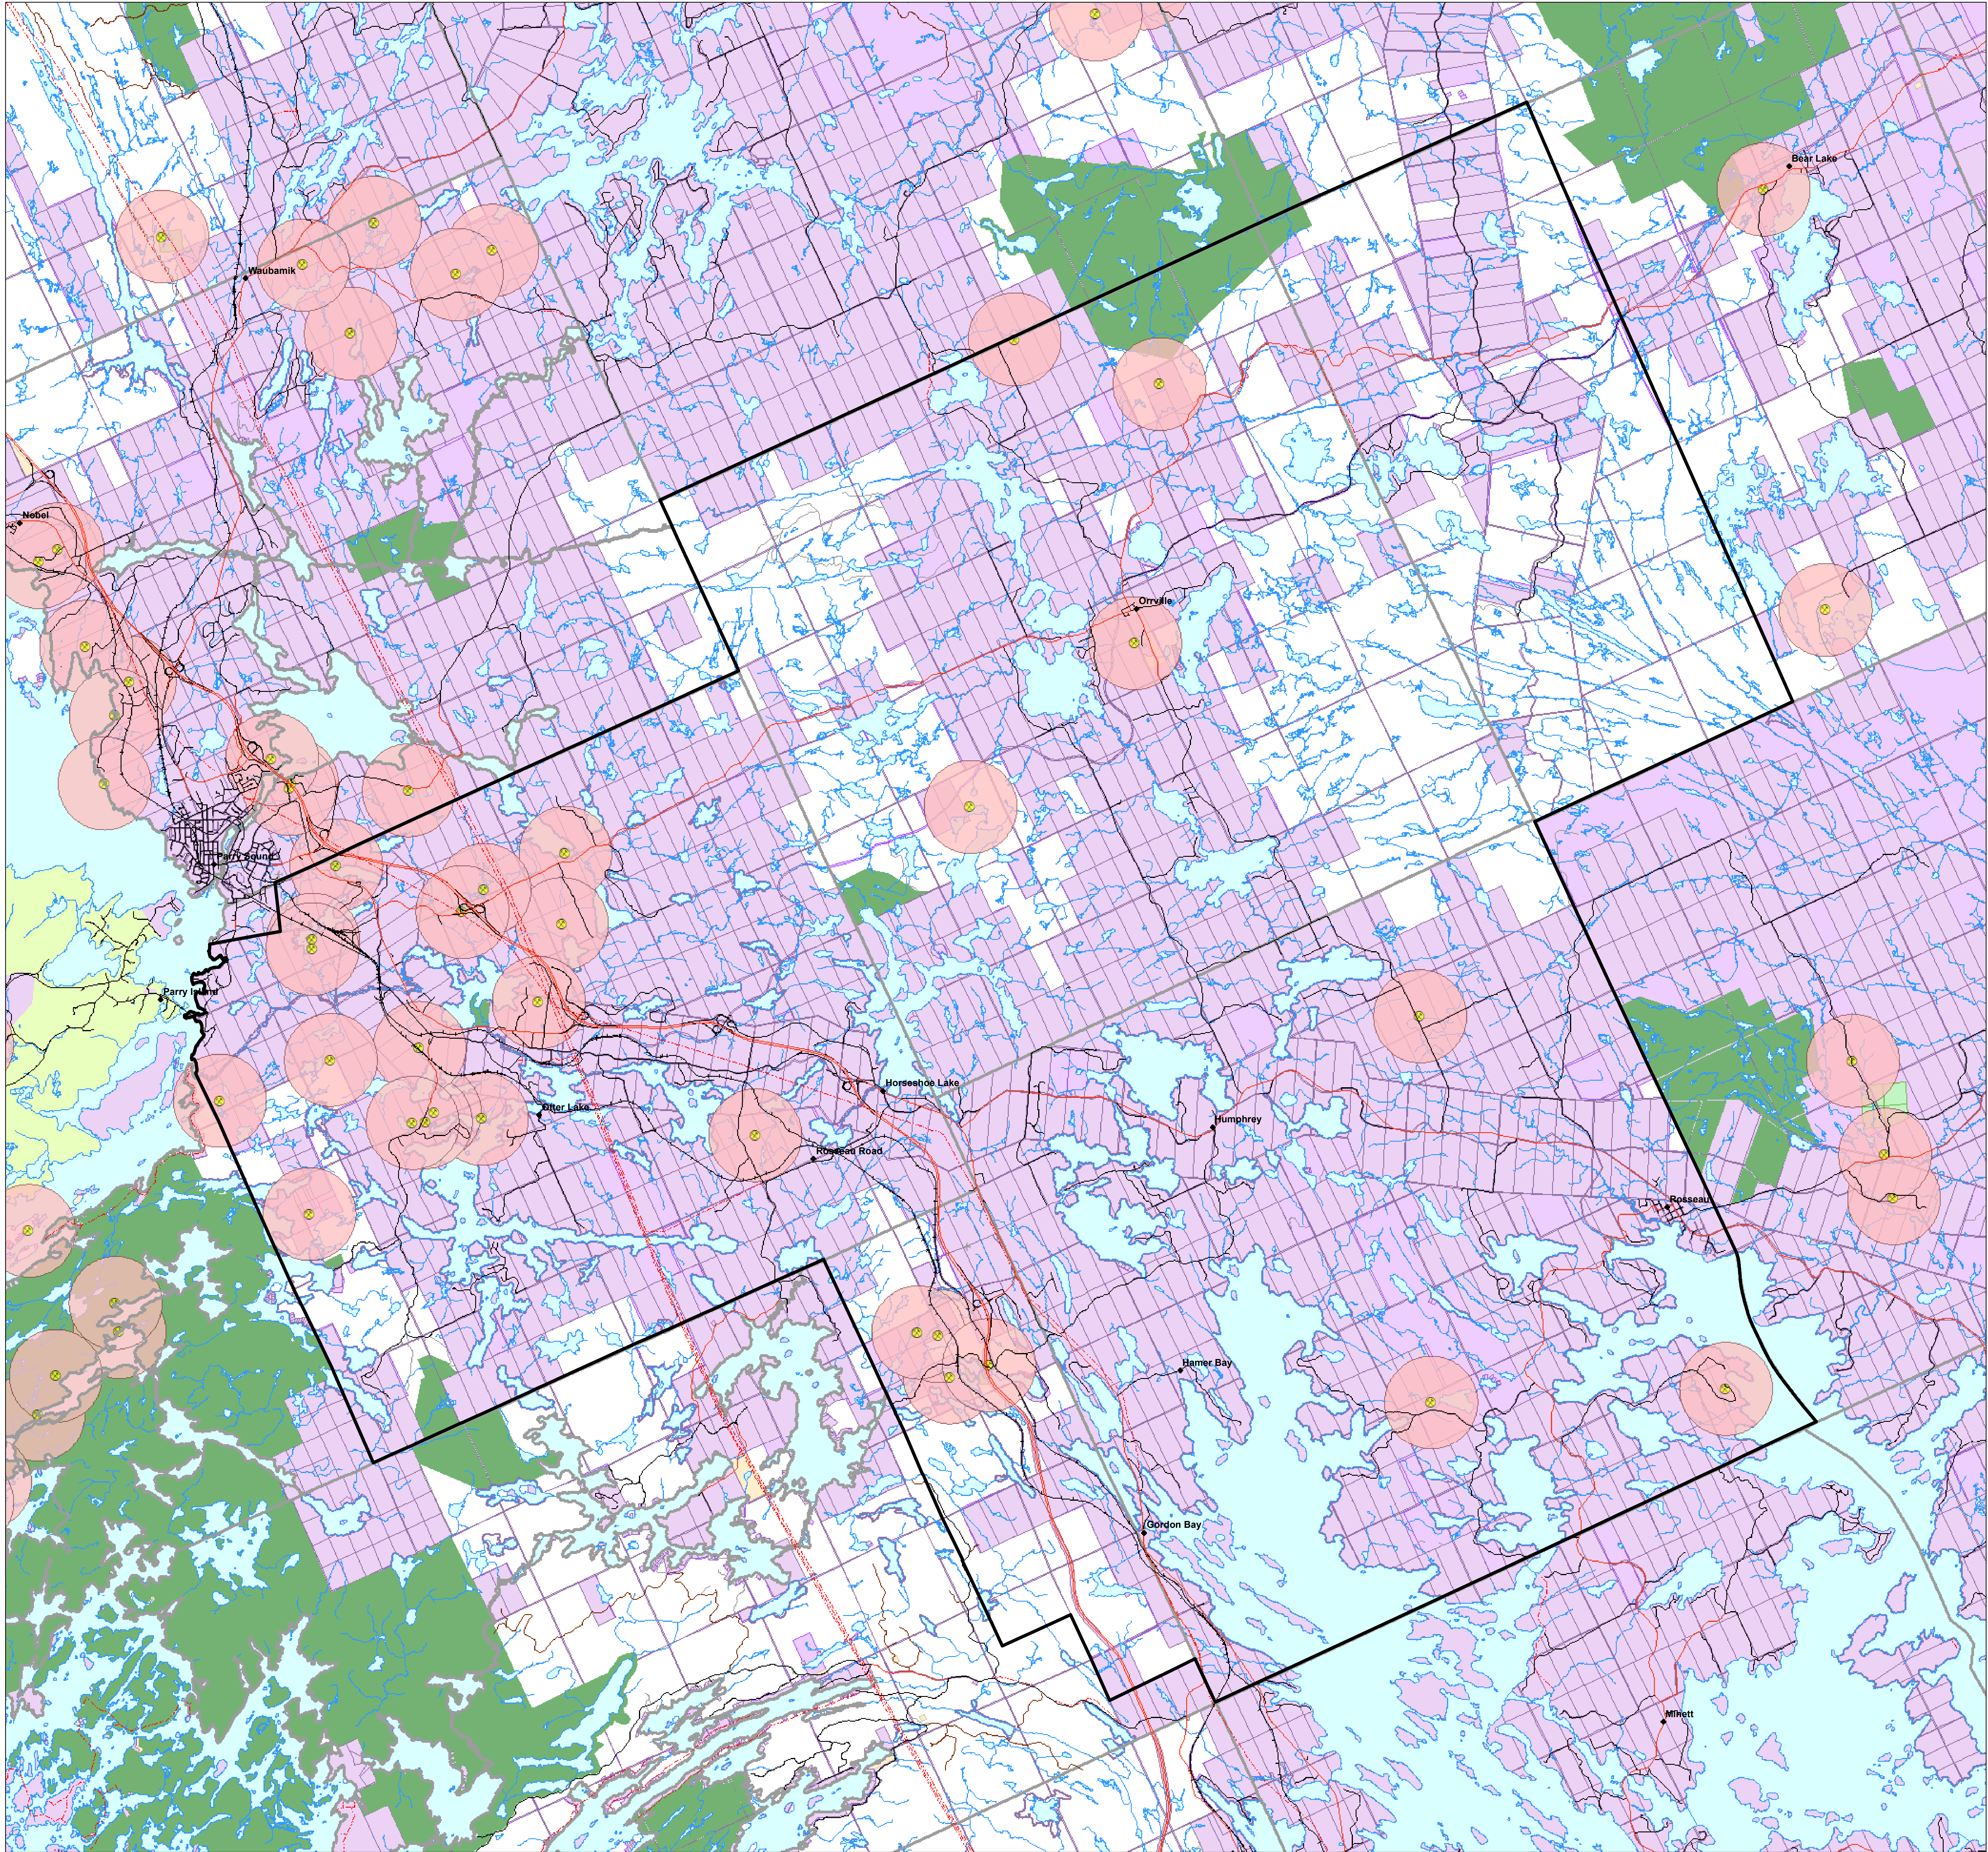 Bear Lake
Waubamik
Nobel
Orrville
Parry Sound
Parry Island
Horseshoe Lake
Otter Lake
Humphrey
Rosseau Road
Rosseau
Hamer Bay
Gordon Bay
Minett